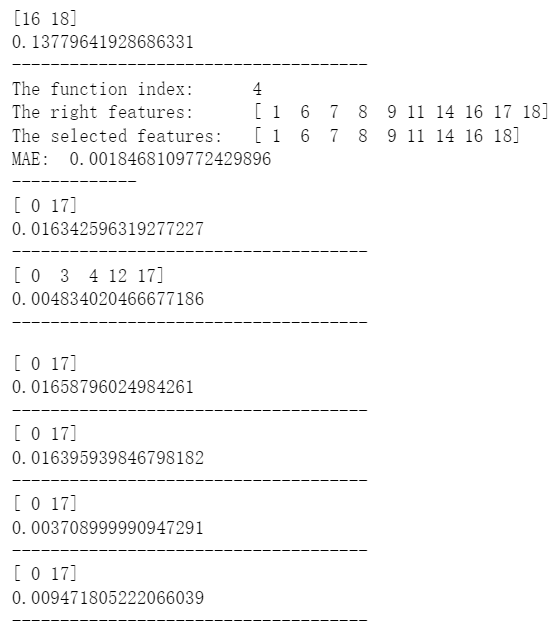 [16 18]
0.13779641928686331
-------------------------------------
The function index:      4
The right features:      [ 1  6  7  8  9 11 14 16 17 18]
The selected features:   [ 1  6  7  8  9 11 14 16 18]
MAE:  0.0018468109772429896
-------------
[ 0 17]
0.016342596319277227
-------------------------------------
[ 0  3  4 12 17]
0.004834020466677186
-------------------------------------
[ 0 17]
0.01658796024984261
-------------------------------------
[ 0 17]
0.016395939846798182
-------------------------------------
[ 0 17]
0.003708999990947291
-------------------------------------
[ 0 17]
0.009471805222066039
-------------------------------------